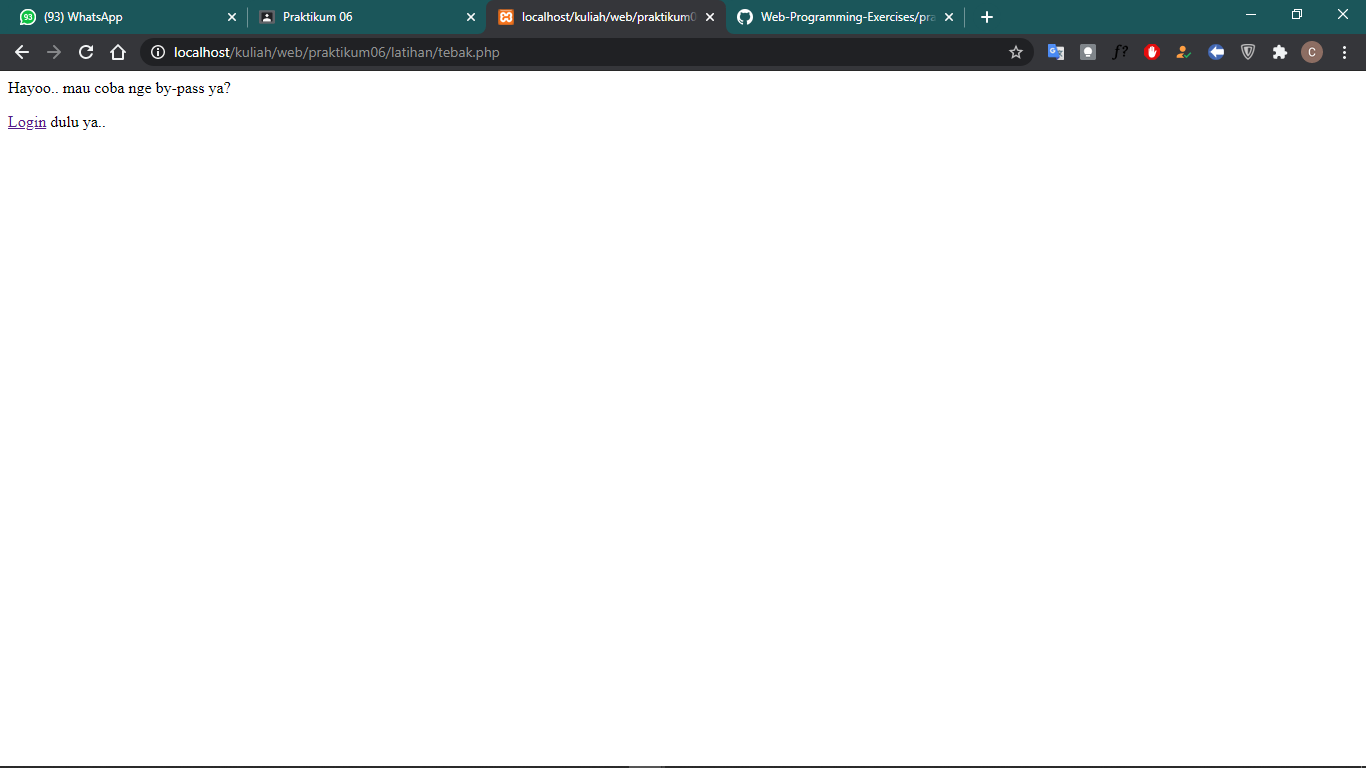 (93) WhatsApp
Praktikum 06
localhost/kuliah/web/praktikum0
Web-Programming-Exercises/pra
localhost/kuliah/web/praktikum06/latihan/tebak.php
f?
C
Hayoo.. mau coba nge by-pass ya?
Login dulu ya..